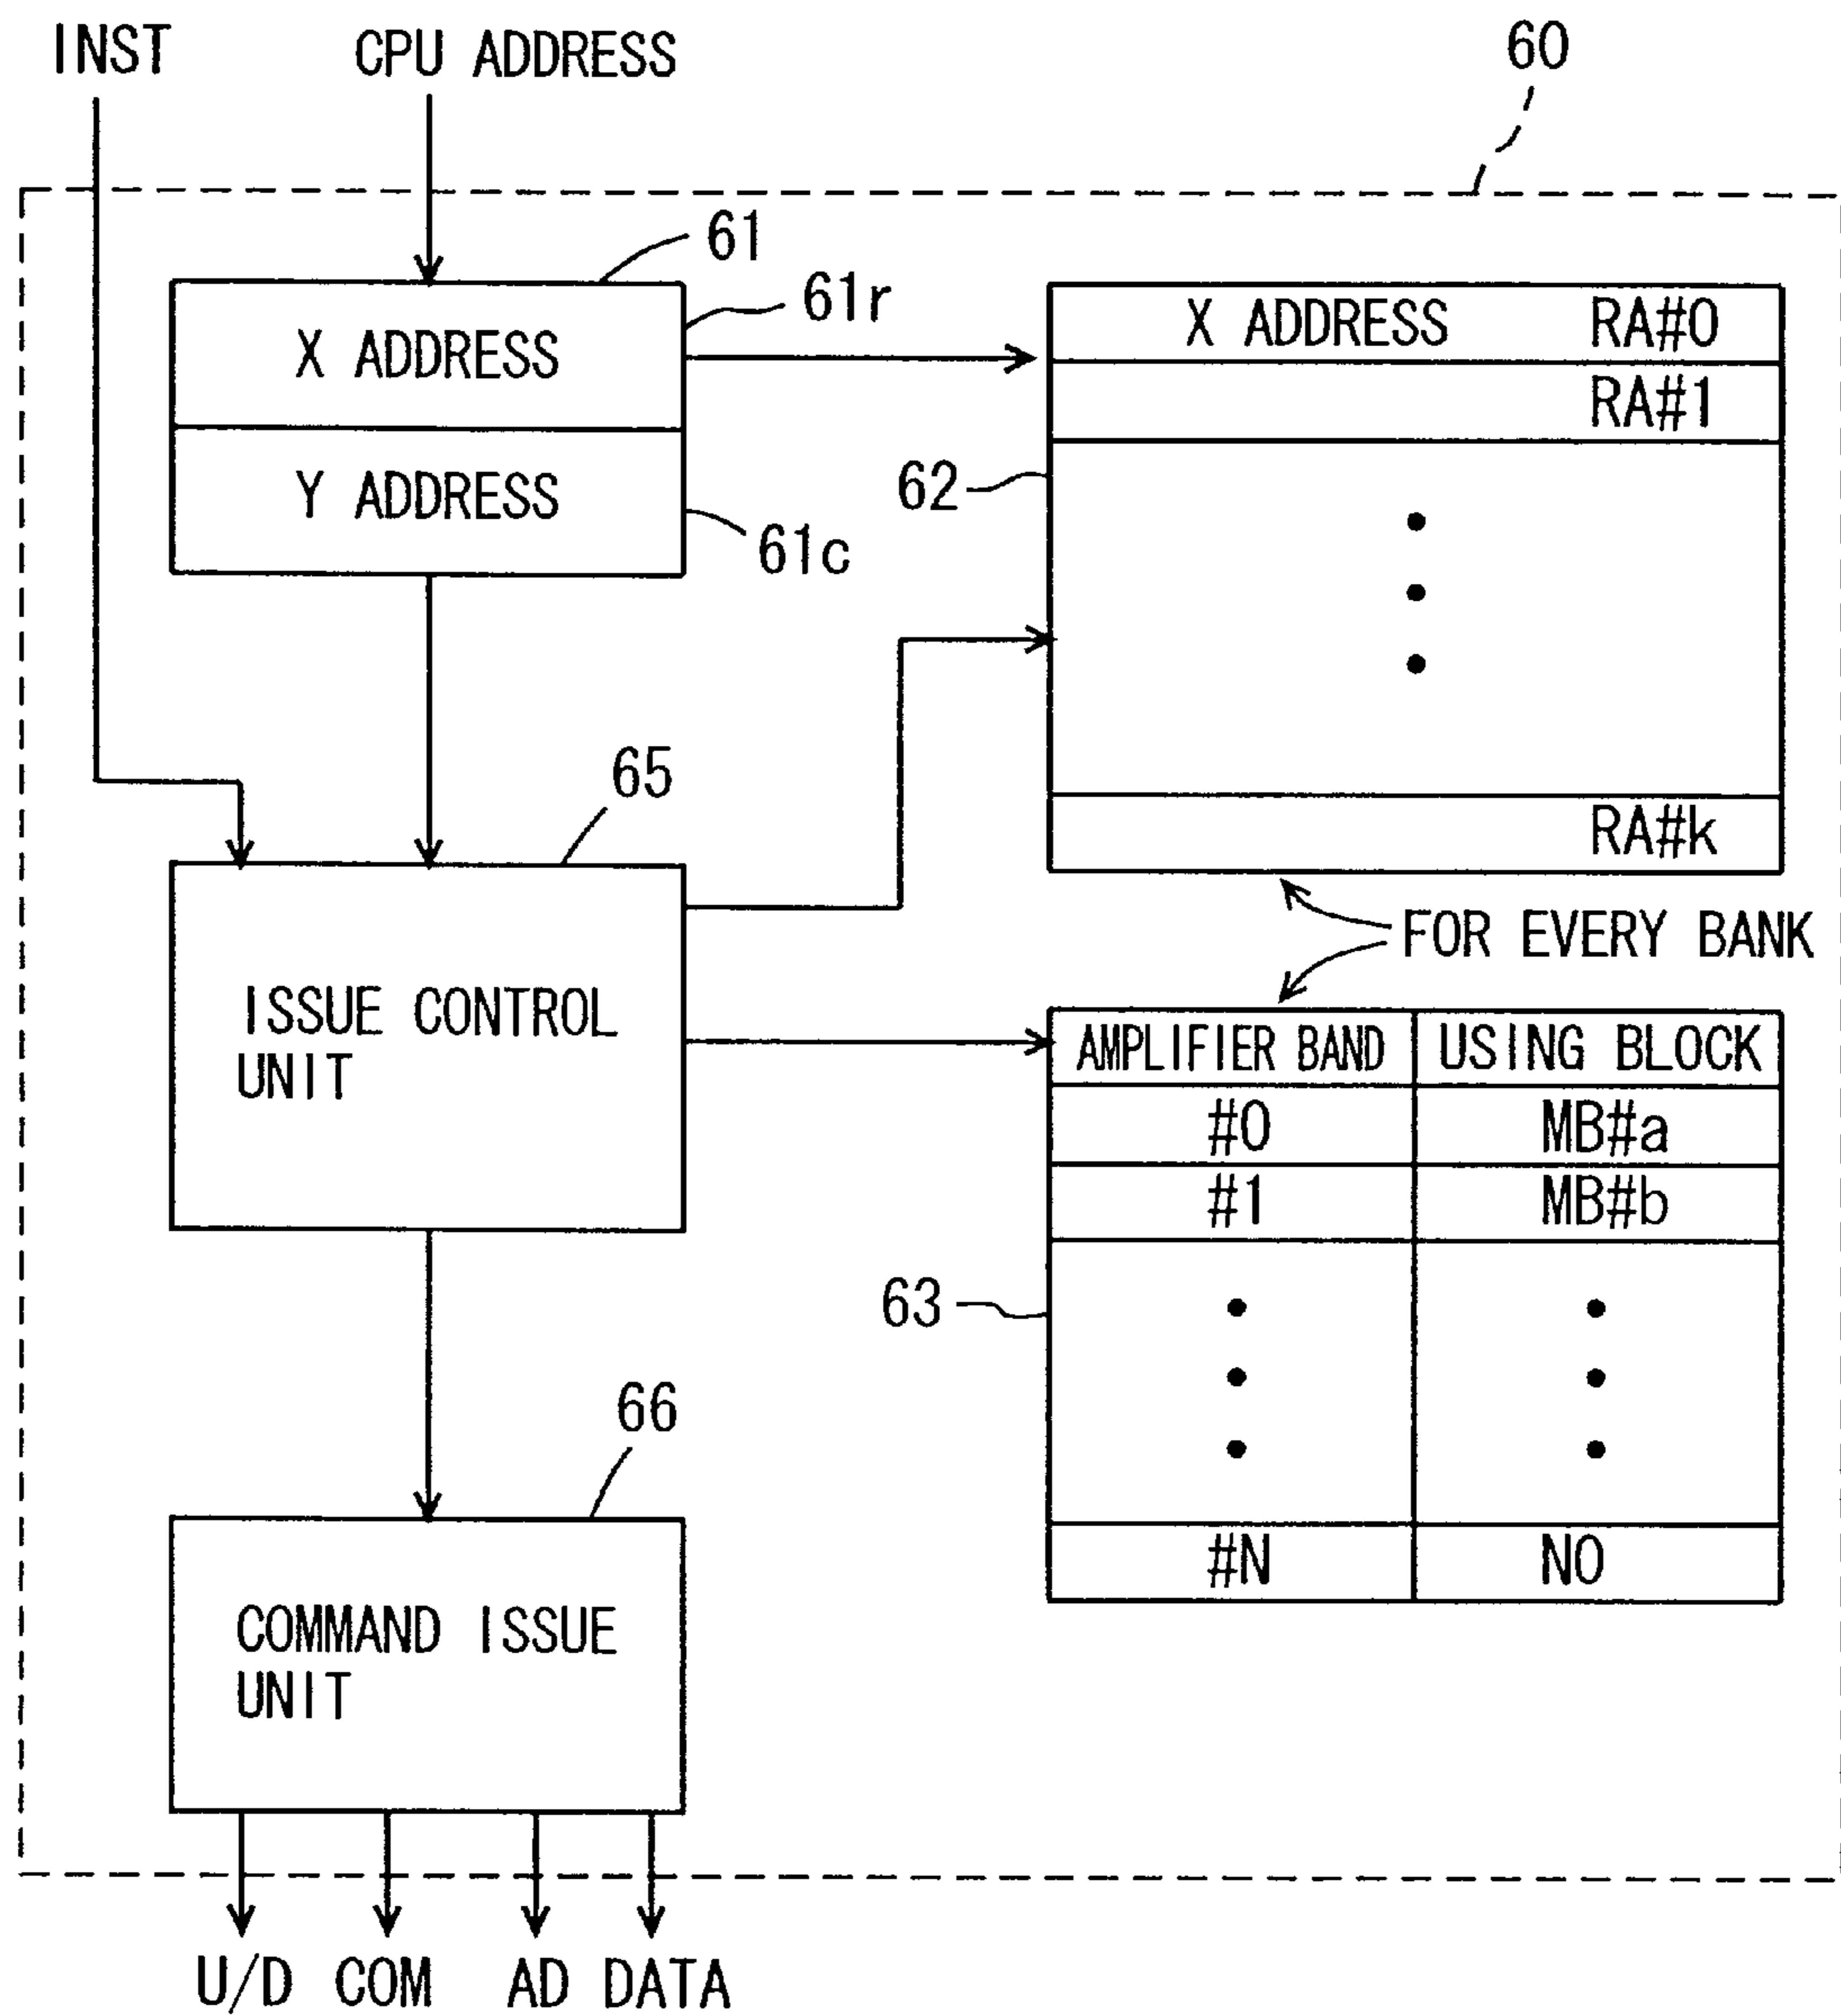 INST
CPU ADDRESS
60
61
61r
X ADDRESS
Y ADDRESS
61c
X ADDRESS RA#0
RA#1
62
RA#k
65
FOR EVERY BANK
ISSUE CONTROL
UNIT
AMPLIFIER BAND USING BLOCK
#0 MB#a
#1 MB#b
63
#N NO
66
COMMAND ISSUE
UNIT
U/D COM AD DATA